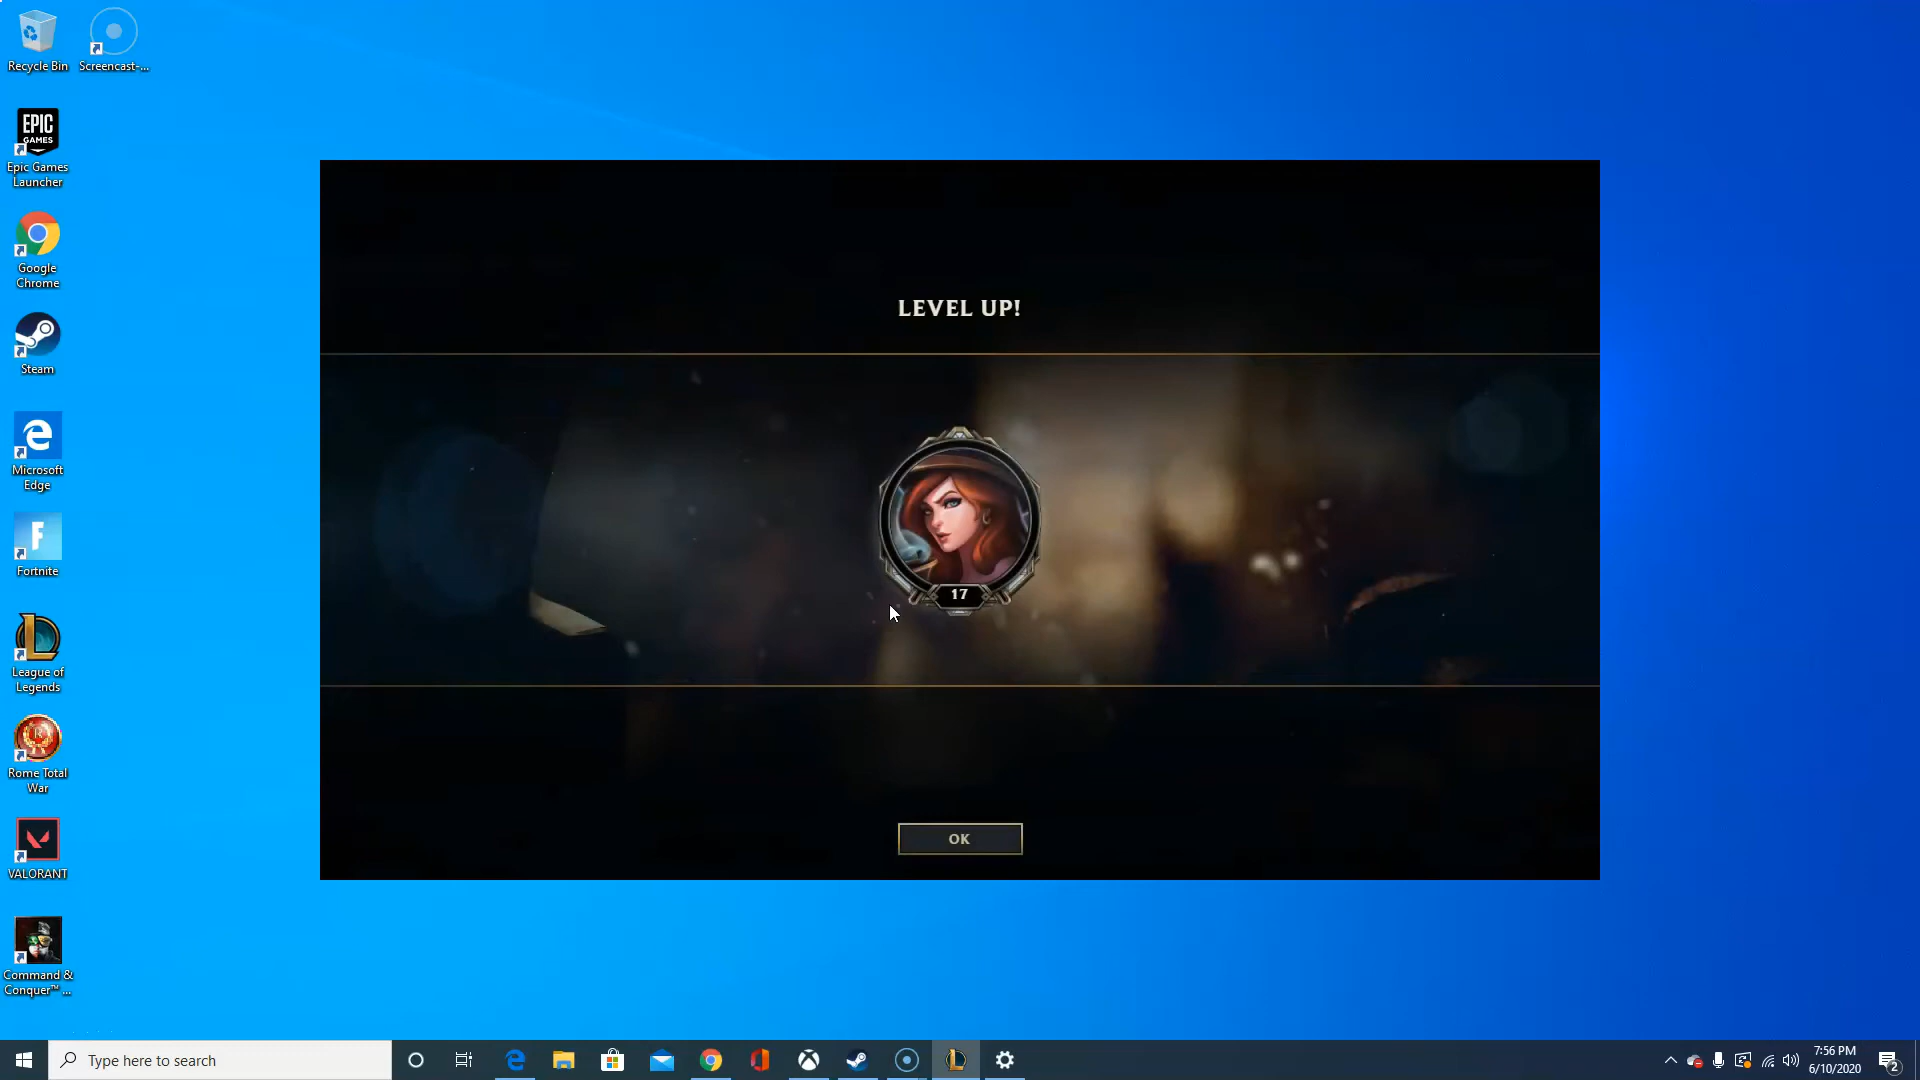 Recycle Bin
Screencast-...
EPIC
GAMES
Epic Games
Launcher
Google
Chrome
Steam
Microsoft
Edge
Fortnite
League of
Legends
Rome Total
War
VALORANT
Command &
Conquer™ ...
LEVEL UP!
17
OK
Type here to search
7:56 PM
6/10/2020
2